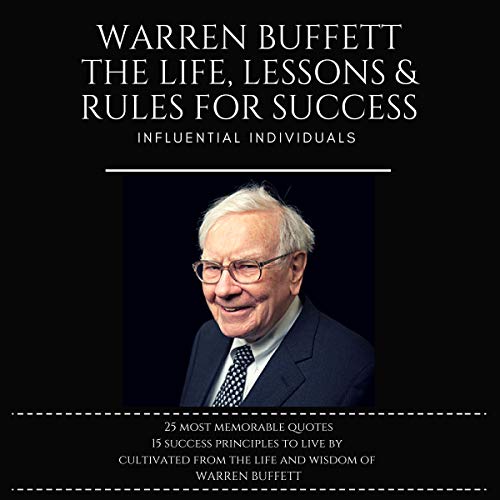 WARREN BUFFETT
THE LIFE, LESSONS &
RULES FOR SUCCESS
INFLUENTIAL INDIVIDUALS
25 MOST MEMORABLE QUOTES
15 SUCCESS PRINCIPLES TO LIVE BY
CULTIVATED FROM THE LIFE AND WISDOM OF
WARREN BUFFETT